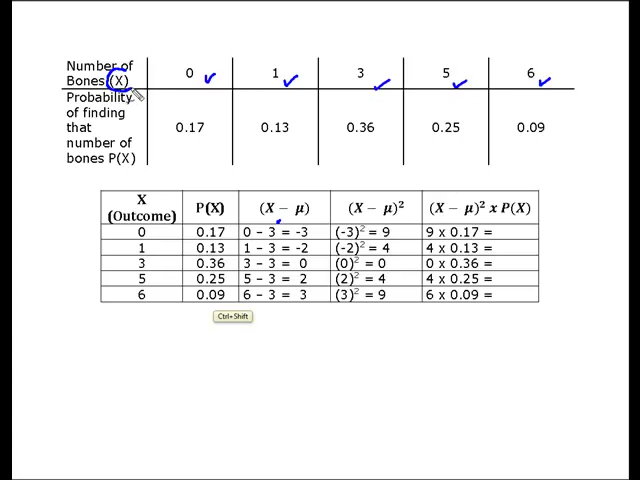 Number of
Bones (X) 0 1 3 5 6
Probability
of finding
that
number of
bones P(X) 0.17 0.13 0.36 0.25 0.09
X
(Outcome) P(X) (X − μ) (X − μ)² (X − μ)² x P(X)
0 0.17 0 – 3 = -3 (-3)² = 9 9 x 0.17 =
1 0.13 1 – 3 = -2 (-2)² = 4 4 x 0.13 =
3 0.36 3 – 3 = 0 (0)² = 0 0 x 0.36 =
5 0.25 5 – 3 = 2 (2)² = 4 4 x 0.25 =
6 0.09 6 – 3 = 3 (3)² = 9 6 x 0.09 =
Ctrl+Shift